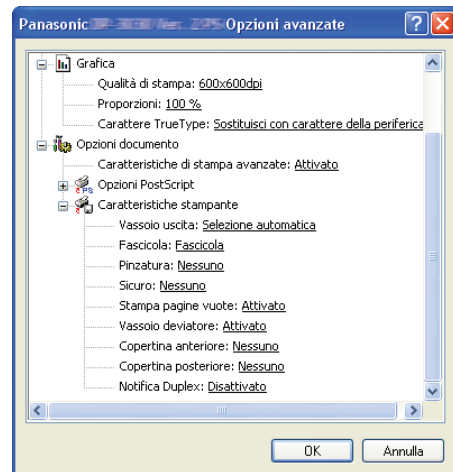 Panasonic Opzioni avanzate
Grafica
Qualità di stampa: 600x600dpi
Proporzioni: 100 %
Carattere TrueType: Sostituisci con carattere della periferica
Opzioni documento
Caratteristiche di stampa avanzate: Attivato
Opzioni PostScript
Caratteristiche stampante
Vassoio uscita: Selezione automatica
Fascicola: Fascicola
Pinzatura: Nessuno
Sicuro: Nessuno
Stampa pagine vuote: Attivato
Vassoio deviatore: Attivato
Copertina anteriore: Nessuno
Copertina posteriore: Nessuno
Notifica Duplex: Disattivato
OK Annulla